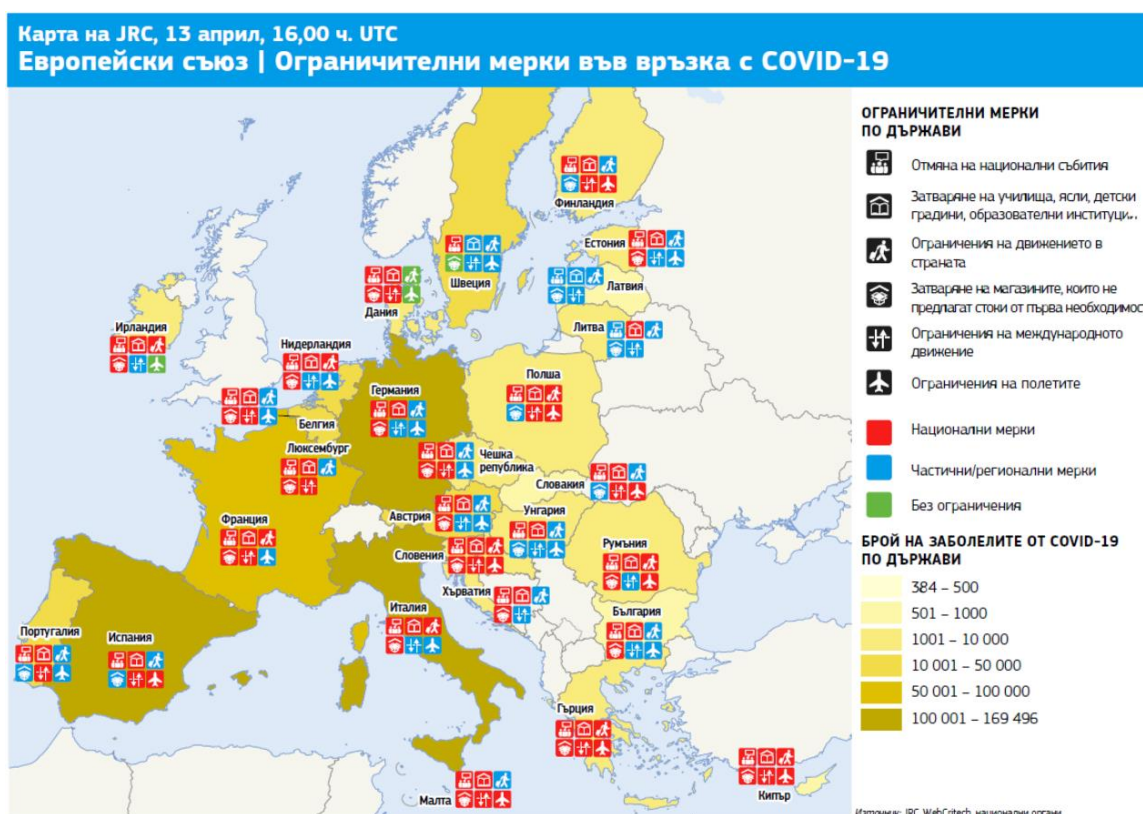 Карта на JRC, 13 април, 16,00 ч. UTC
Европейски съюз | Ограничителни мерки във връзка с COVID-19
Финландия
Естония
Латвия
Швеция
Дания
Литва
Ирландия
Нидерландия
Полша
Германия
Белгия
Люксембург
Чешка
република
Словакия
Австрия
Унгария
Франция
Словения
Румъния
Хърватия
Италия
България
Португалия
Испания
Гърция
Малта
Кипър
ОГРАНИЧИТЕЛНИ МЕРКИ
ПО ДЪРЖАВИ
Отмяна на национални събития
Затваряне на училища, ясли, детски
градини, образователни институци...
Ограничения на движението в
страната
Затваряне на магазините, които не
предлагат стоки от първа необходимос
Ограничения на международното
движение
Ограничения на полетите
Национални мерки
Частични/регионални мерки
Без ограничения
БРОЙ НА ЗАБОЛЕЛИТЕ ОТ COVID-19
ПО ДЪРЖАВИ
384 – 500
501 – 1000
1001 – 10 000
10 001 – 50 000
50 001 – 100 000
100 001 – 169 496
Източник: JRC, WebCritech, национални органи